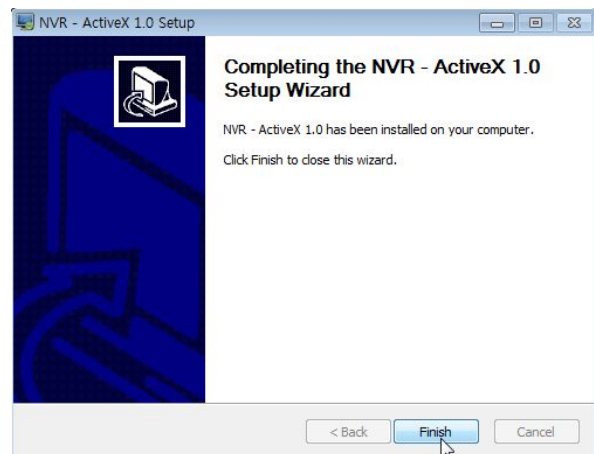 NVR - ActiveX 1.0 Setup
Completing the NVR - ActiveX 1.0
Setup Wizard
NVR - ActiveX 1.0 has been installed on your computer.
Click Finish to close this wizard.
< Back
Finish
Cancel